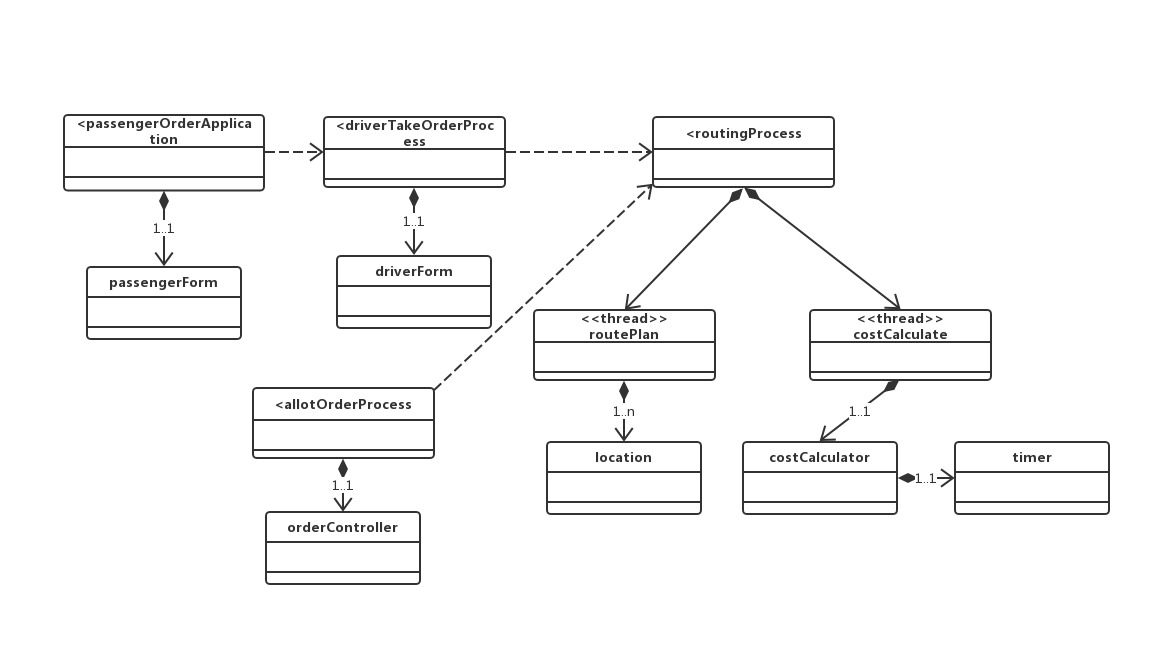 <passengerOrderApplica
tion
<driverTakeOrderProc
ess
<routingProcess
1..1
1..1
passengerForm
driverForm
<<thread>>
routePlan
<<thread>>
costCalculate
<allotOrderProcess
1..n
1..1
location
costCalculator
timer
1..1
1..1
orderController